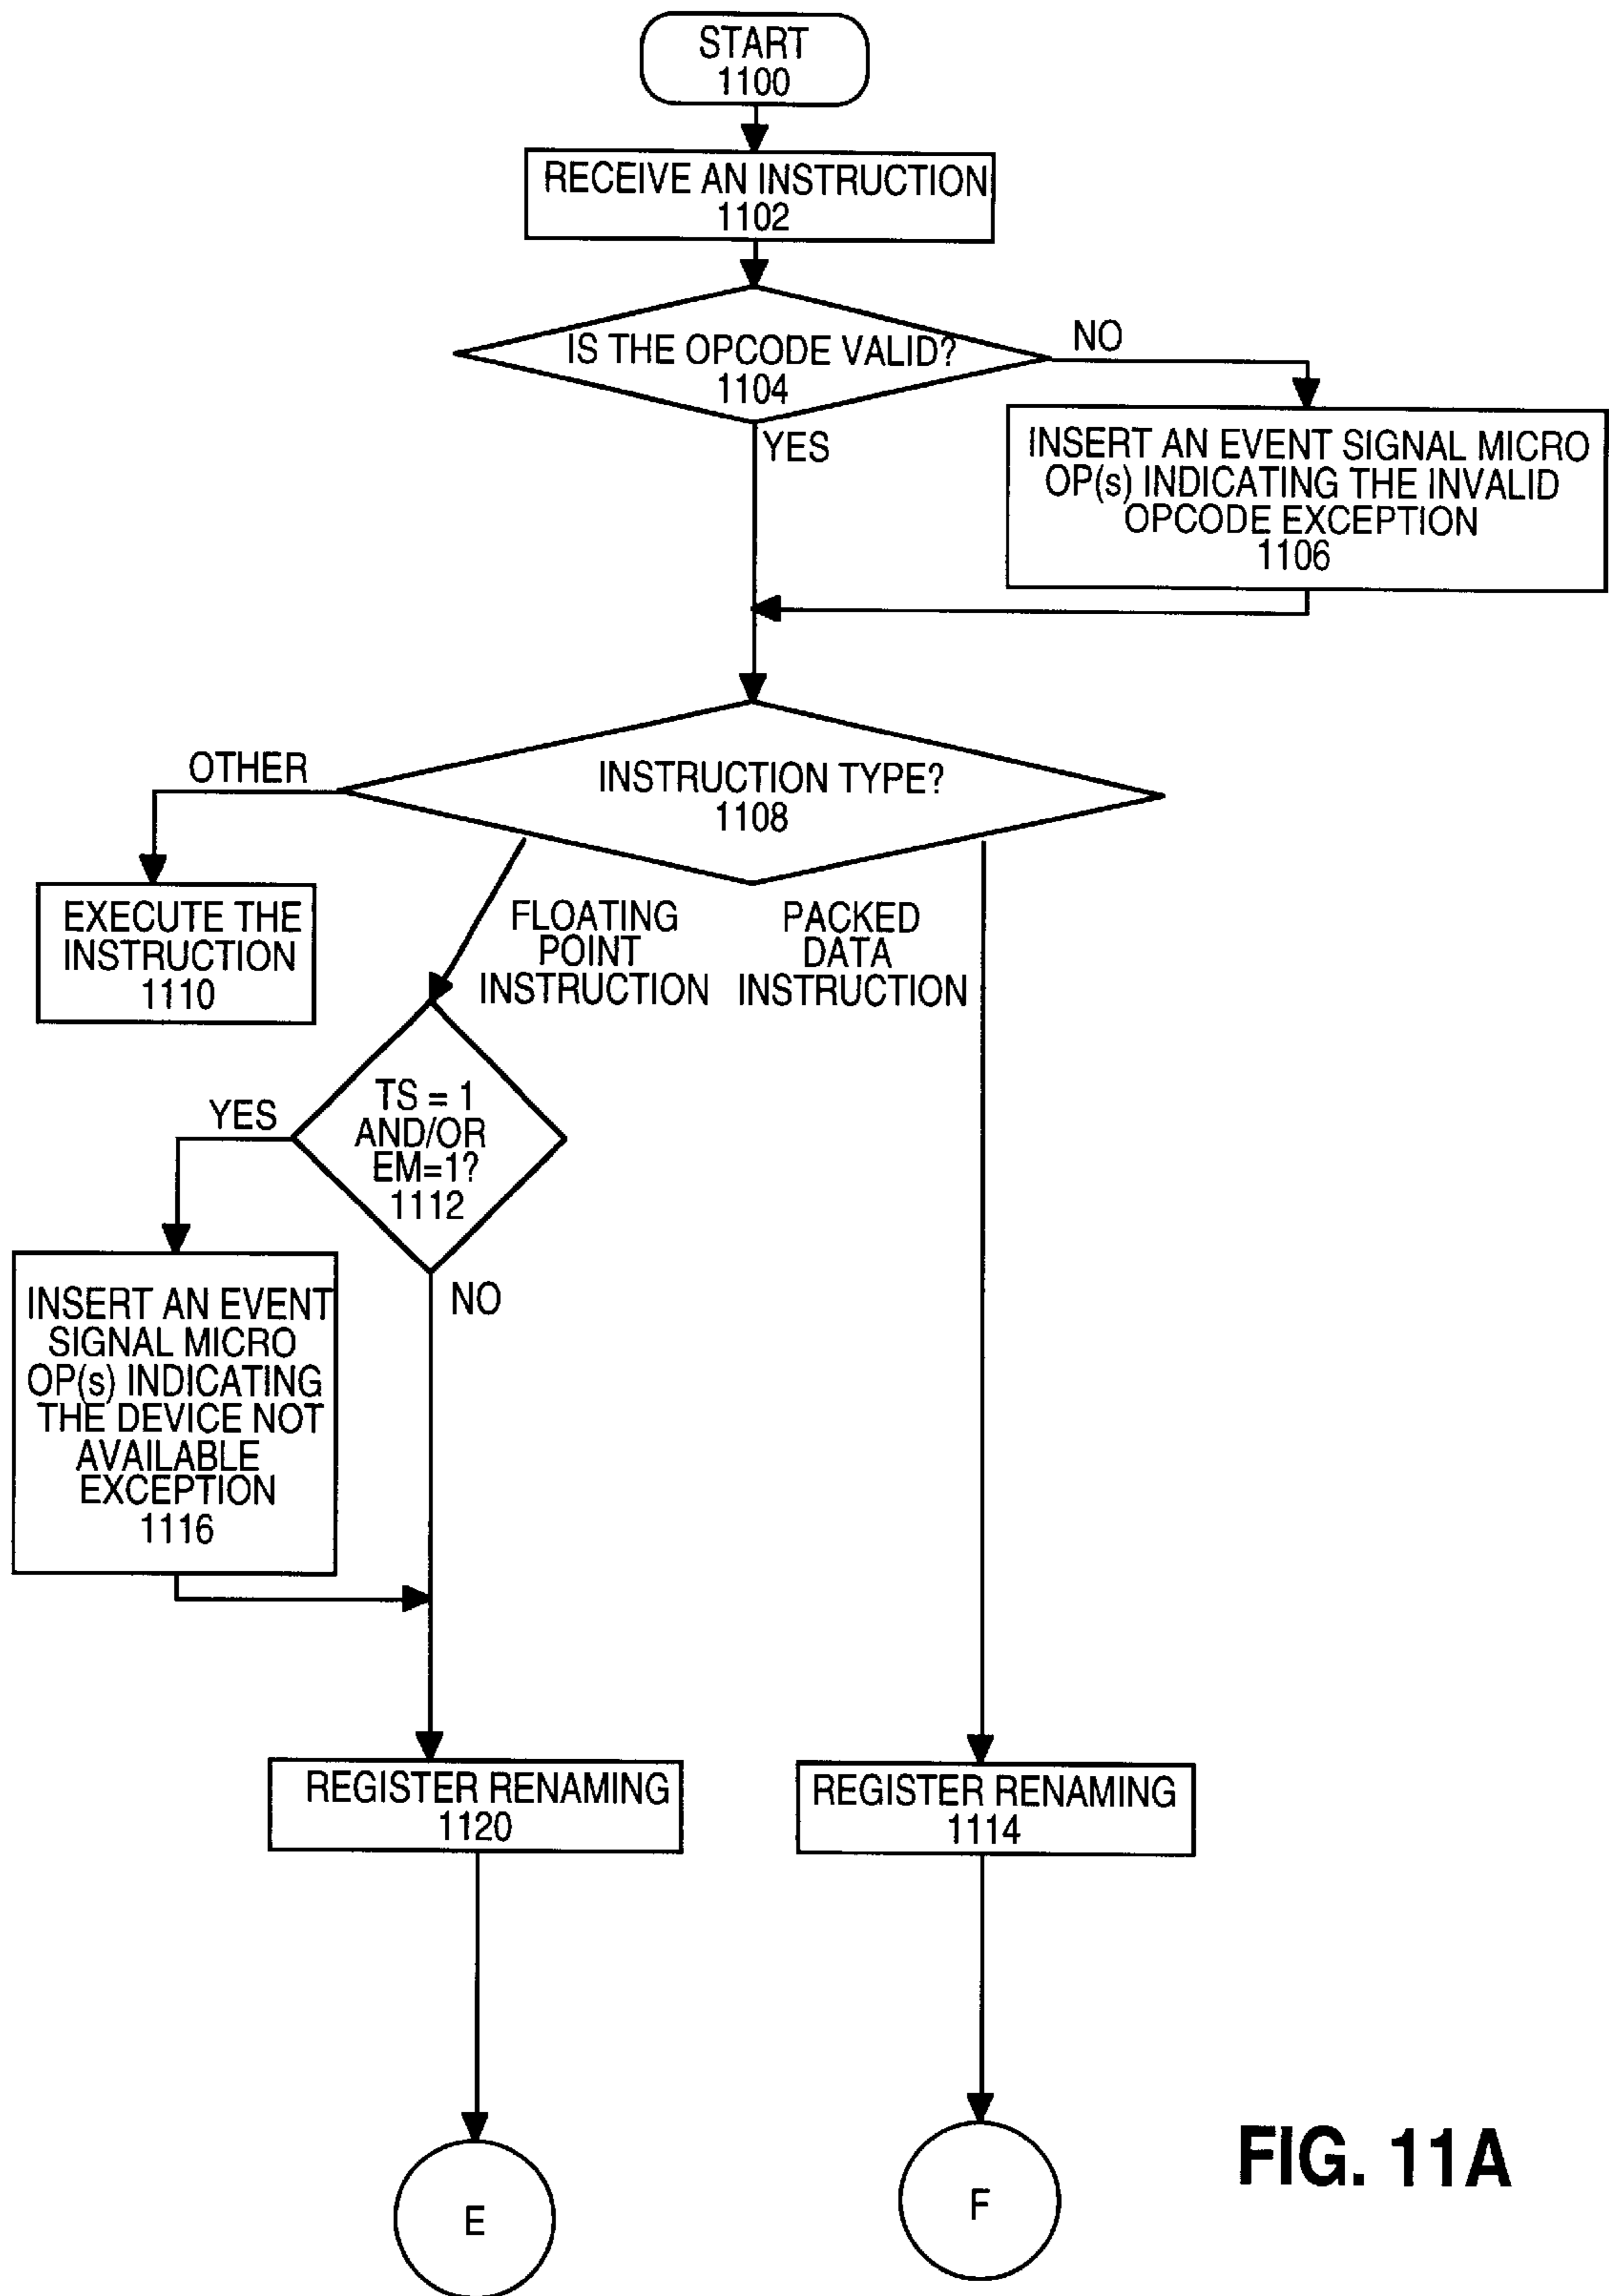 START
1100
RECEIVE AN INSTRUCTION
1102
IS THE OPCODE VALID?
1104
NO
YES
INSERT AN EVENT SIGNAL MICRO
OP(s) INDICATING THE INVALID
OPCODE EXCEPTION
1106
OTHER
INSTRUCTION TYPE?
1108
EXECUTE THE
INSTRUCTION
1110
FLOATING
POINT
INSTRUCTION
PACKED
DATA
INSTRUCTION
YES
TS = 1
AND/OR
EM=1?
1112
NO
INSERT AN EVENT
SIGNAL MICRO
OP(s) INDICATING
THE DEVICE NOT
AVAILABLE
EXCEPTION
1116
REGISTER RENAMING
1120
REGISTER RENAMING
1114
E
F
FIG. 11A